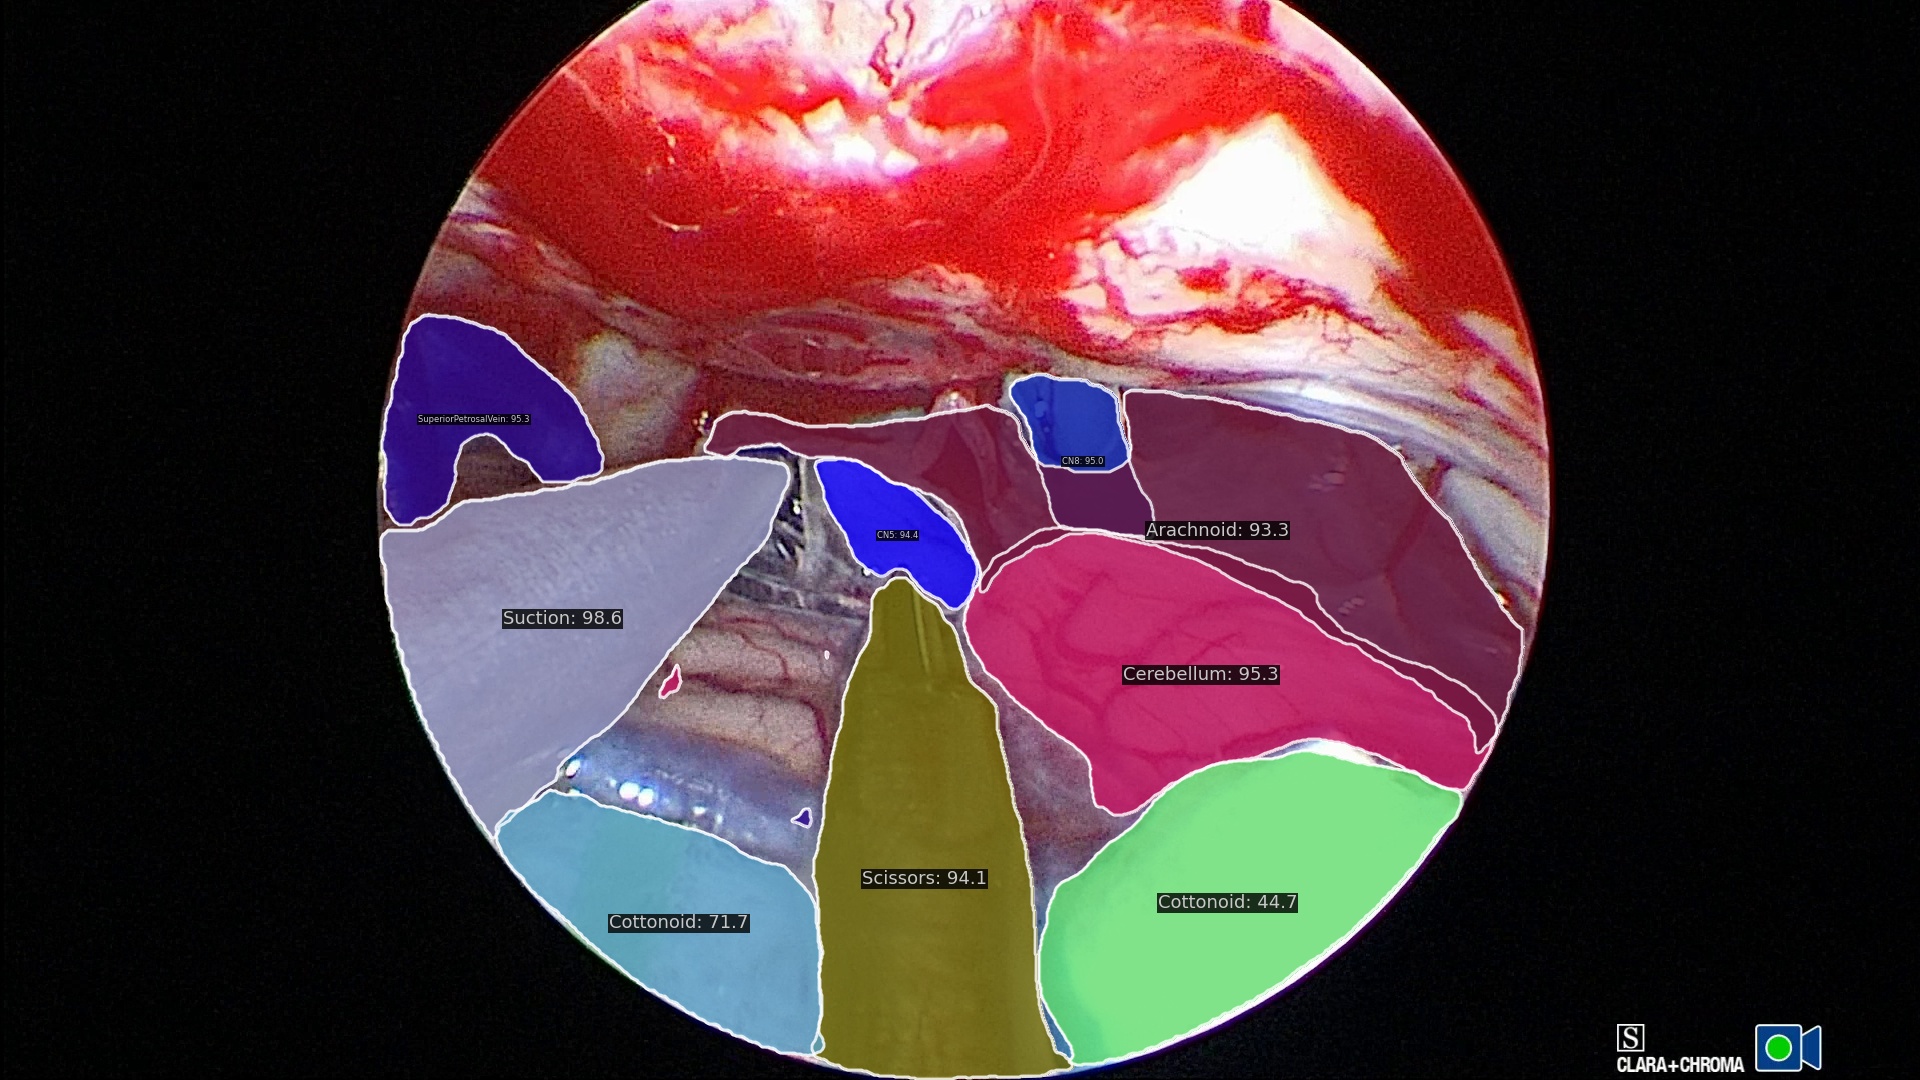 SuperiorPetrosalVein: 95.3
CN8: 95.0
CN5: 94.4
Arachnoid: 93.3
Suction: 98.6
Cerebellum: 95.3
Scissors: 94.1
Cottonoid: 44.7
Cottonoid: 71.7
S
CLARA+CHROMA